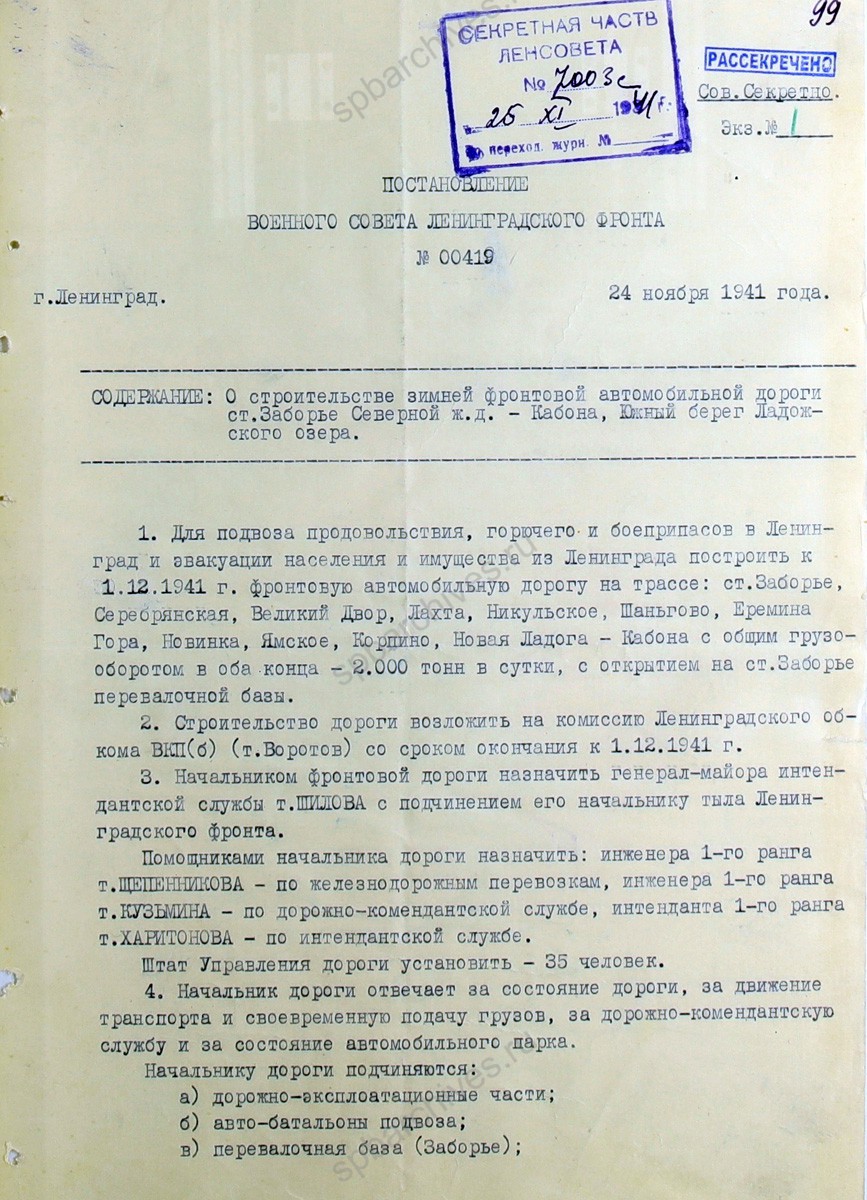 99
СЕКРЕТНАЯ ЧАСТЬ
ЛЕНСОВЕТА
№ 7003с
"25 XI 1941 г.
по переход. журн. №
РАССЕКРЕЧЕНО
Сов.Секретно.
Экз.№ 1
ПОСТАНОВЛЕНИЕ
ВОЕННОГО СОВЕТА ЛЕНИНГРАДСКОГО ФРОНТА
№ 00419
г.Ленинград.
24 ноября 1941 года.
СОДЕРЖАНИЕ: О строительстве зимней фронтовой автомобильной дороги
ст.Заборье Северной ж.д. - Кабона, Южный берег Ладож-
ского озера.
1. Для подвоза продовольствия, горючего и боеприпасов в Ленин-
град и эвакуации населения и имущества из Ленинграда построить к
1.12.1941 г. фронтовую автомобильную дорогу на трассе: ст.Заборье,
Серебрянская, Великий Двор, Лахта, Никульское, Шаньгово, Еремина
Гора, Новинка, Ямское, Корпино, Новая Ладога - Кабона с общим грузо-
оборотом в оба конца - 2.000 тонн в сутки, с открытием на ст.Заборье
перевалочной базы.
2. Строительство дороги возложить на комиссию Ленинградского об-
кома ВКП(б) (т.Воротов) со сроком окончания к 1.12.1941 г.
3. Начальником фронтовой дороги назначить генерал-майора интен-
дантской службы т.ШИЛОВА с подчинением его начальнику тыла Ленин-
градского фронта.
Помощниками начальника дороги назначить: инженера 1-го ранга
т.ЩЕПЕННИКОВА - по железнодорожным перевозкам, инженера 1-го ранга
т.КУЗЬМИНА - по дорожно-комендантской службе, интенданта 1-го ранга
т.ХАРИТОНОВА - по интендантской службе.
Штат Управления дороги установить - 35 человек.
4. Начальник дороги отвечает за состояние дороги, за движение
транспорта и своевременную подачу грузов, за дорожно-комендантскую
службу и за состояние автомобильного парка.
Начальнику дороги подчиняются:
а) дорожно-эксплоатационные части;
б) авто-батальоны подвоза;
в) перевалочная база (Заборье);
spbarchives.ru
spbarchives.ru
spbarchives.ru